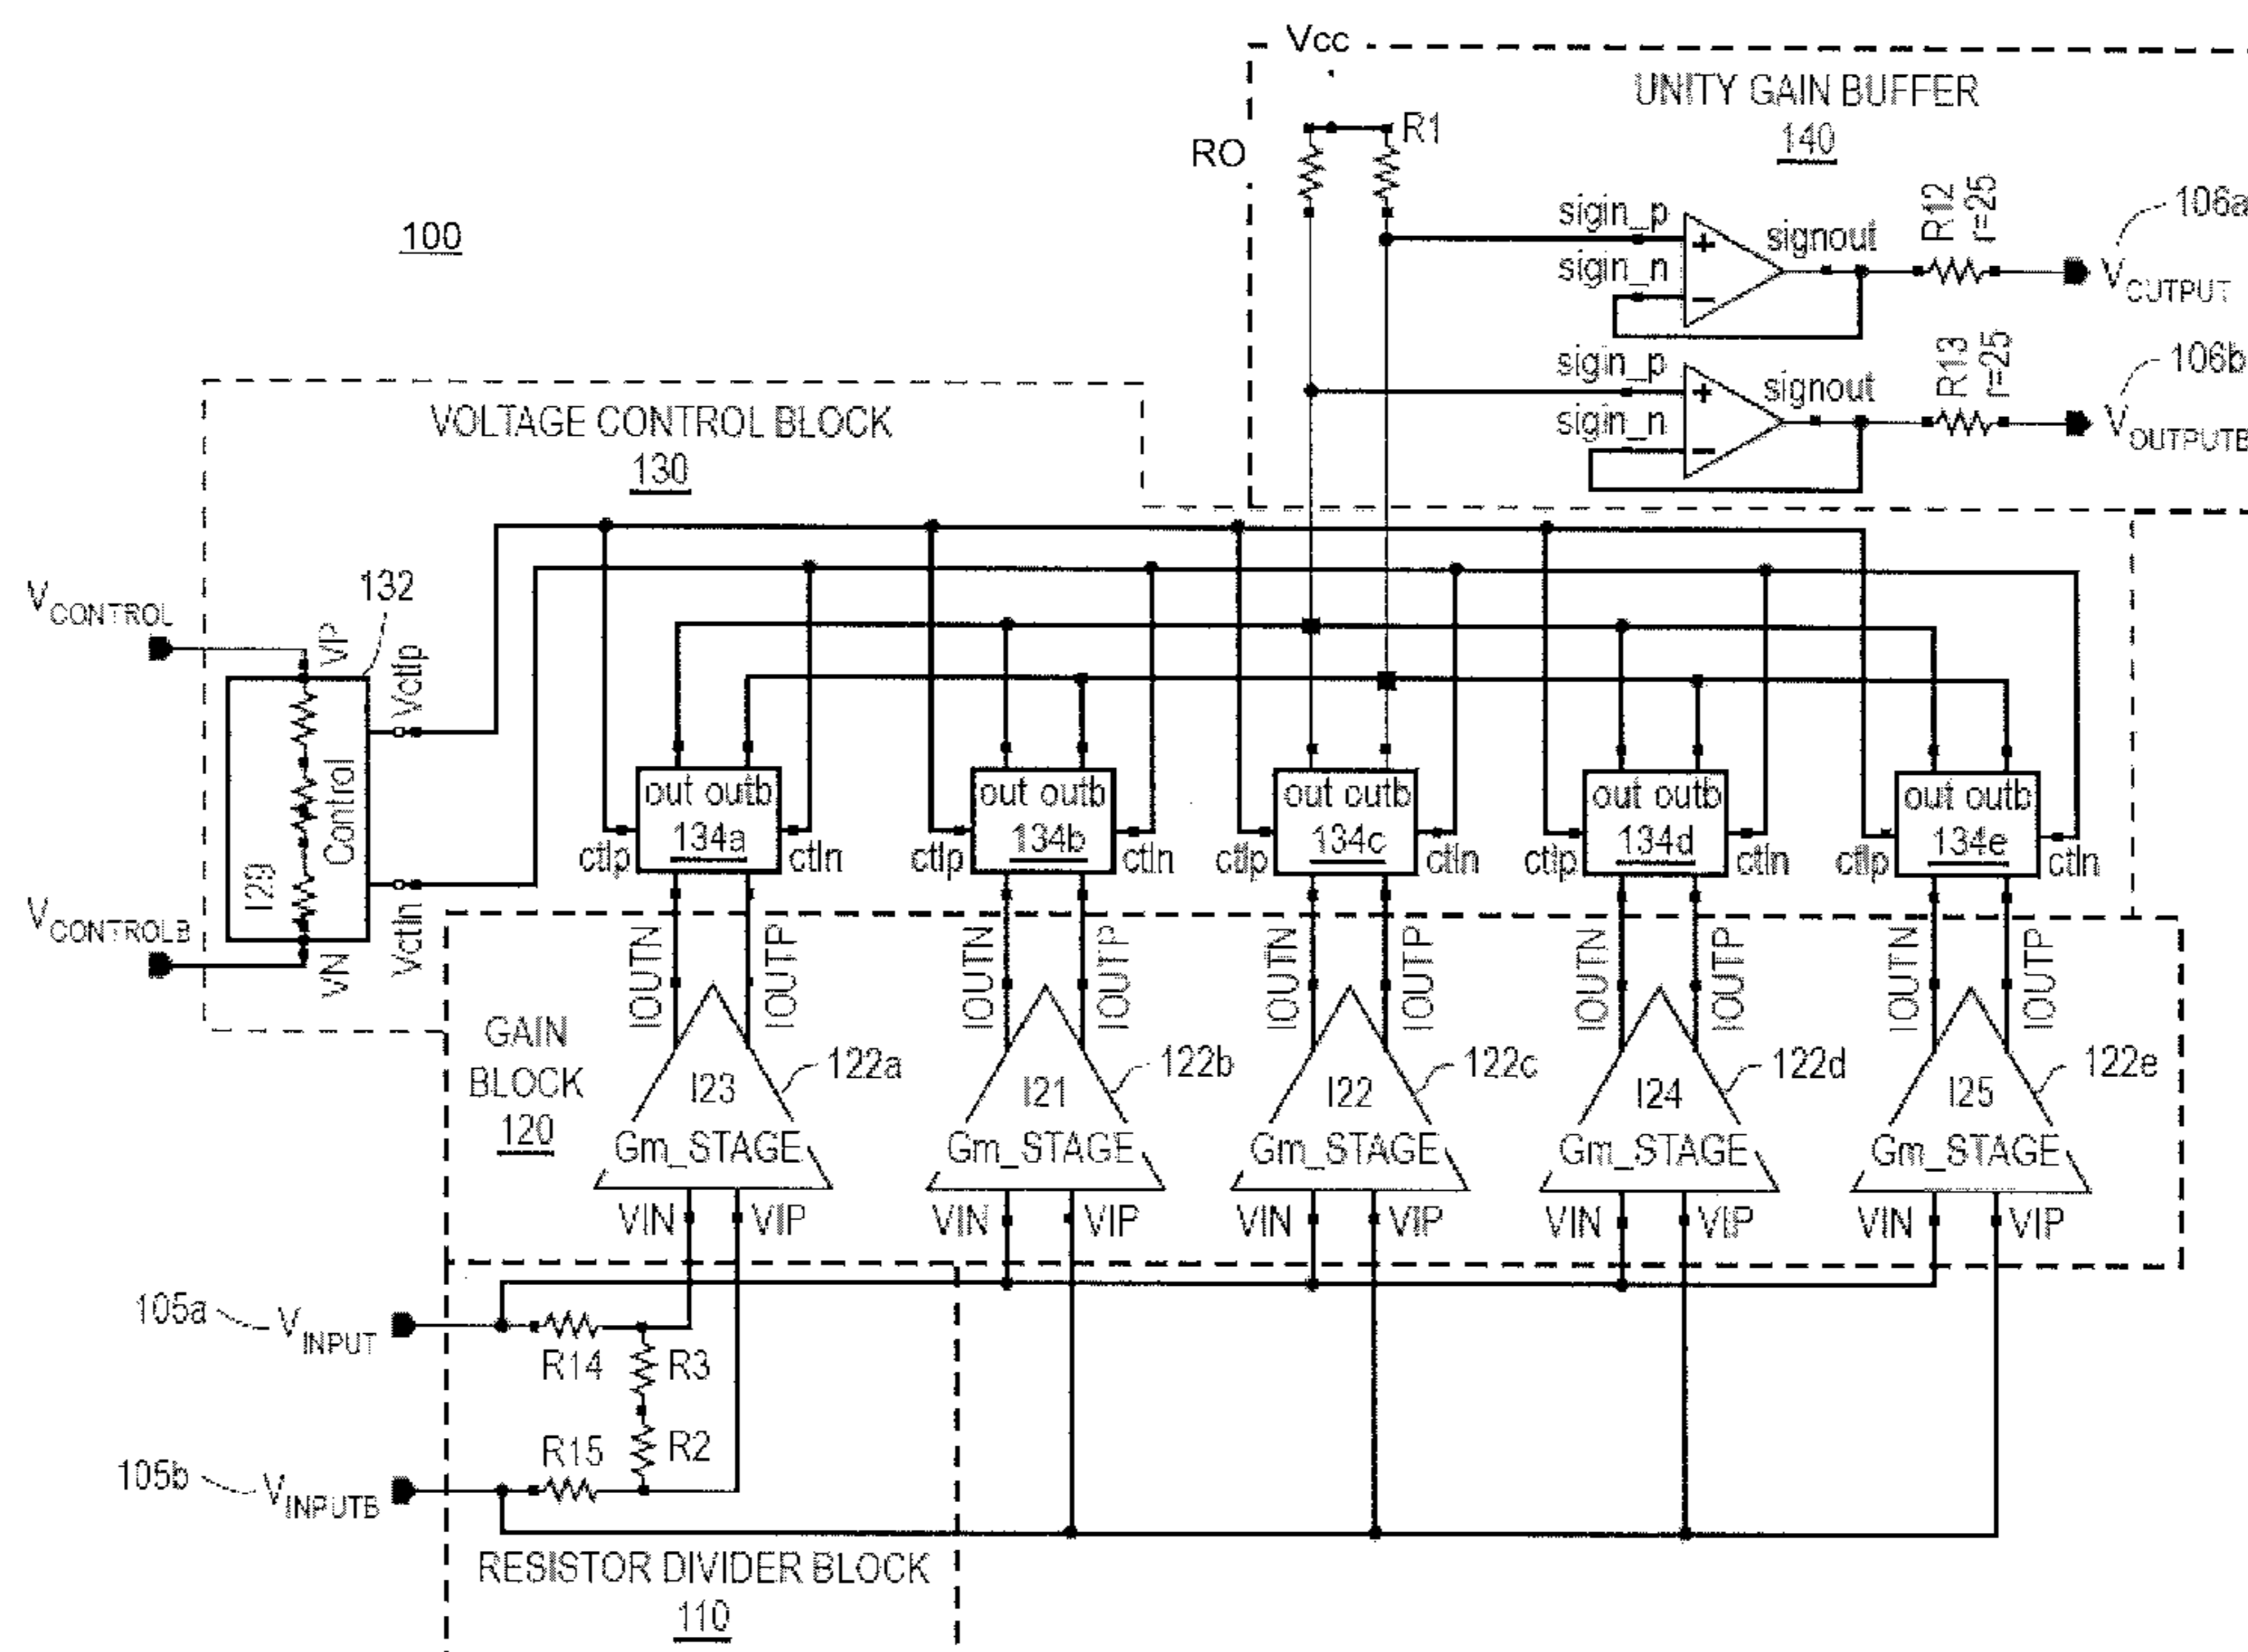 Vcc
UNITY GAIN BUFFER
140
RO
R1
sigin_p
sigin_n
signout
R12
r=25
106a
VCUTPUT
100
sigin_p
sigin_n
signout
R13
r=25
106b
VOUTPUTB
VOLTAGE CONTROL BLOCK
130
VCONTROL
132
VP
Vctlp
I29
Control
VCONTROLB
VN
Vctln
out outb
134a
ctlp
ctln
out outb
134b
ctlp
ctln
out outb
134c
ctlp
ctln
out outb
134d
ctlp
ctln
out outb
134e
ctlp
ctln
IOUTN
IOUTP
IOUTN
IOUTP
IOUTN
IOUTP
IOUTN
IOUTP
IOUTN
IOUTP
GAIN
BLOCK
120
I23
Gm_STAGE
122a
I21
Gm_STAGE
122b
I22
Gm_STAGE
122c
I24
Gm_STAGE
122d
I25
Gm_STAGE
122e
VIN
VIP
VIN
VIP
VIN
VIP
VIN
VIP
VIN
VIP
105a
VINPUT
R14
R3
R15
R2
105b
VINPUTB
RESISTOR DIVIDER BLOCK
110